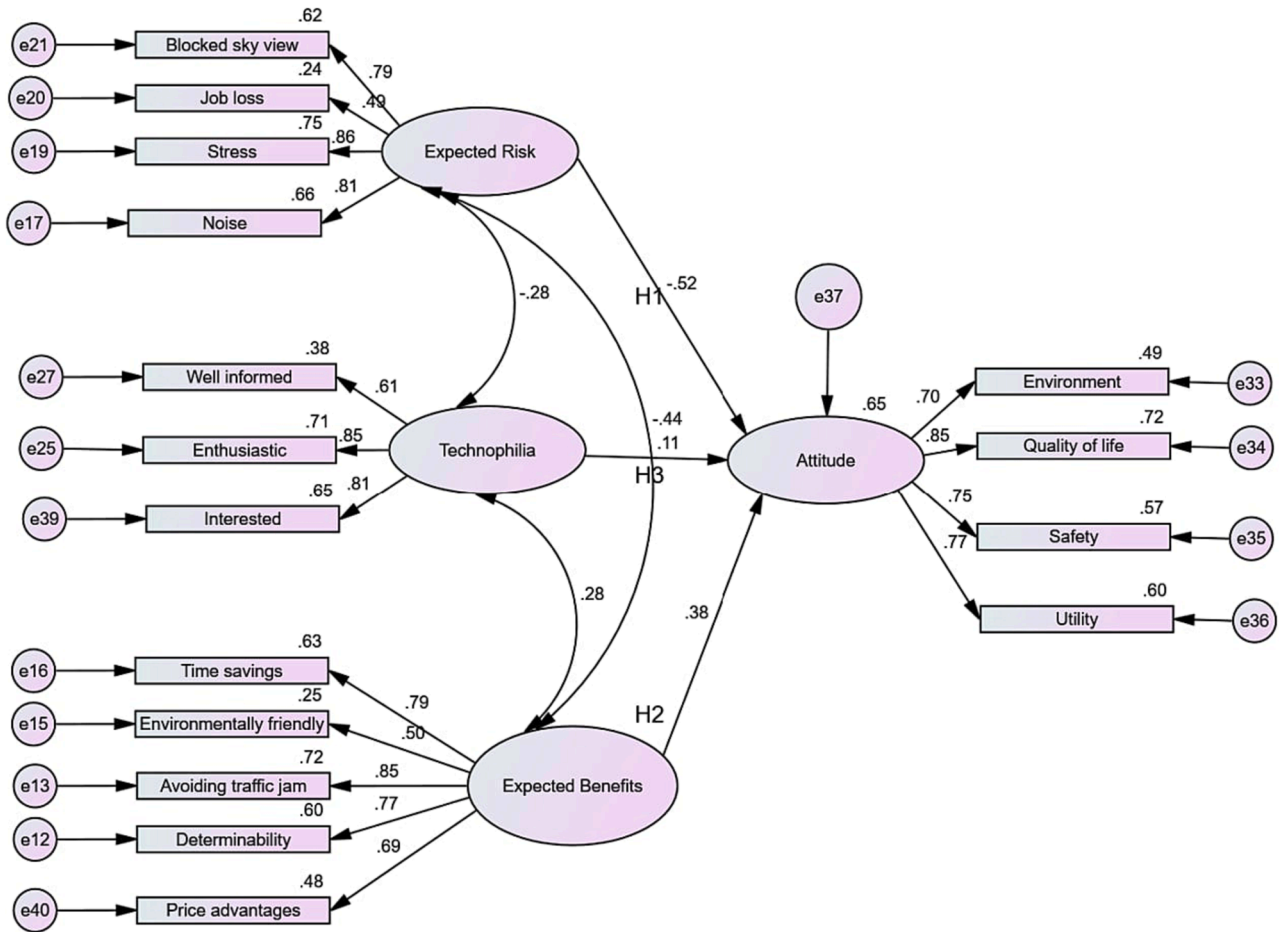 .62
e21
Blocked sky view
.79
.24
e20
Job loss
.49
.75
e19
Stress
.86
Expected Risk
.66
.81
e17
Noise
-.28
H1
-.52
e37
.38
e27
Well informed
.61
.71
e25
Enthusiastic
.85
Technophilia
.65
.81
e39
Interested
-.44
.11
H3
.65
Attitude
.49
.70
Environment
e33
.72
.85
Quality of life
e34
.75
.57
Safety
e35
.77
.60
Utility
e36
.28
.38
H2
.63
e16
Time savings
.79
.25
e15
Environmentally friendly
.50
.72
e13
Avoiding traffic jam
.85
Expected Benefits
.60
e12
Determinability
.77
.69
.48
e40
Price advantages